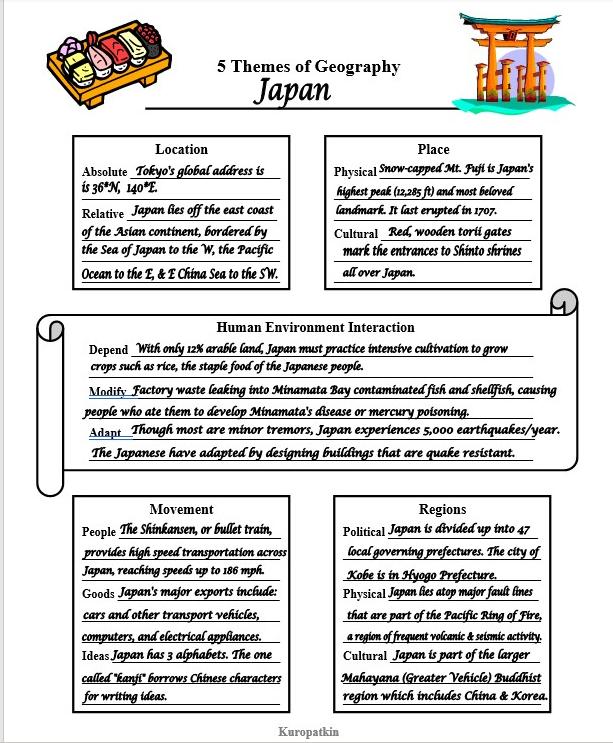 5 Themes of Geography
Japan
Location
Absolute Tokyo's global address is
is 36°N, 140°E.
Relative Japan lies off the east coast
of the Asian continent, bordered by
the Sea of Japan to the W, the Pacific
Ocean to the E, & E China Sea to the SW.
Place
Physical Snow-capped Mt. Fuji is Japan's
highest peak (12,285 ft) and most beloved
landmark. It last erupted in 1707.
Cultural Red, wooden torii gates
mark the entrances to Shinto shrines
all over Japan.
Human Environment Interaction
Depend With only 12% arable land, Japan must practice intensive cultivation to grow
crops such as rice, the staple food of the Japanese people.
Modify Factory waste leaking into Minamata Bay contaminated fish and shellfish, causing
people who ate them to develop Minamata's disease or mercury poisoning.
Adapt Though most are minor tremors, Japan experiences 5,000 earthquakes/year.
The Japanese have adapted by designing buildings that are quake resistant.
Movement
People The Shinkansen, or bullet train,
provides high speed transportation across
Japan, reaching speeds up to 186 mph.
Goods Japan's major exports include:
cars and other transport vehicles,
computers, and electrical appliances.
Ideas Japan has 3 alphabets. The one
called "kanji" borrows Chinese characters
for writing ideas.
Regions
Political Japan is divided up into 47
local governing prefectures. The city of
Kobe is in Hyogo Prefecture.
Physical Japan lies atop major fault lines
that are part of the Pacific Ring of Fire,
a region of frequent volcanic & seismic activity.
Cultural Japan is part of the larger
Mahayana (Greater Vehicle) Buddhist
region which includes China & Korea.
Kuropatkin